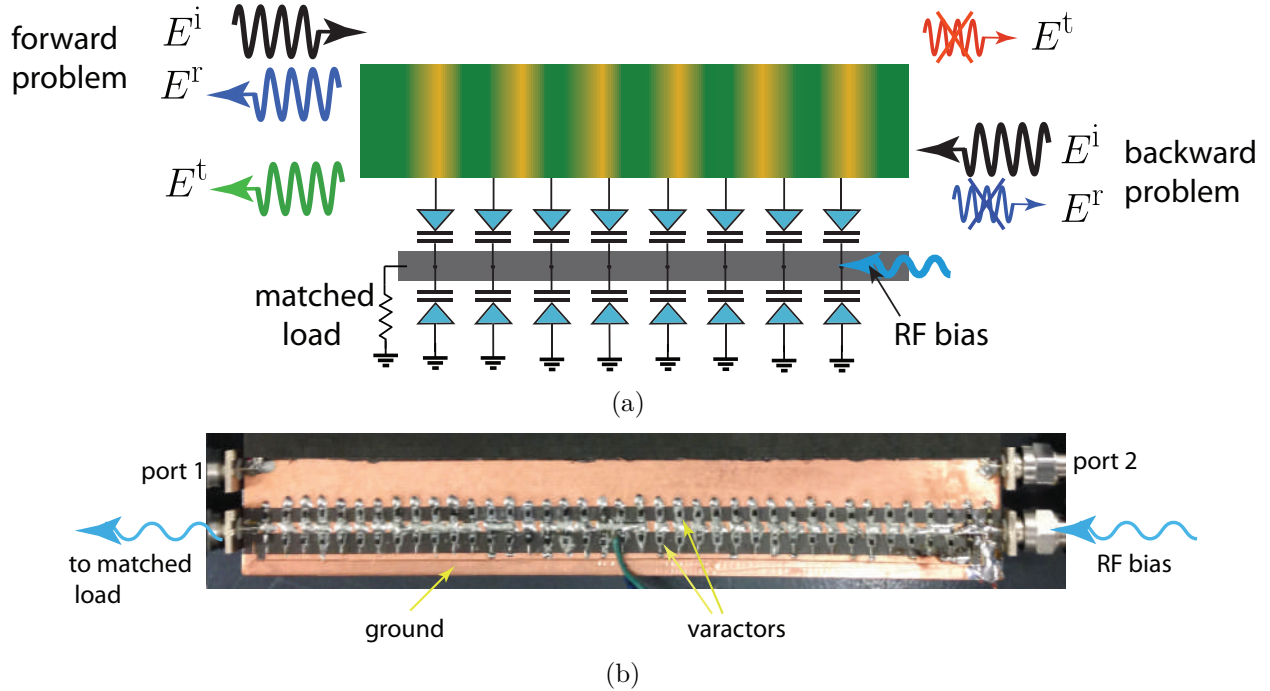 forward
problem
E^i
E^r
E^t
E^t
E^i
E^r
backward
problem
matched
load
RF bias
(a)
port 1
port 2
to matched
load
RF bias
ground
varactors
(b)